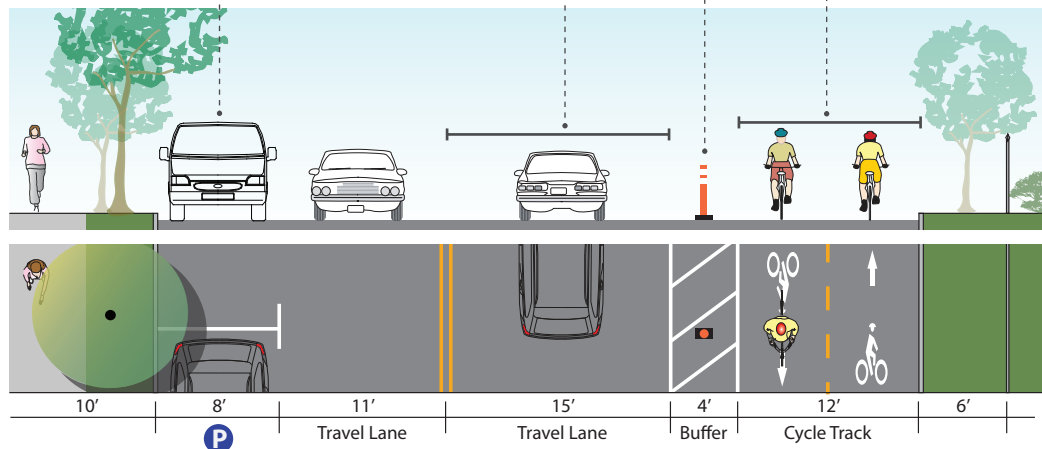 10’ 8’ 11’ 15’ 4’ 12’ 6’
P Travel Lane Travel Lane Buffer Cycle Track